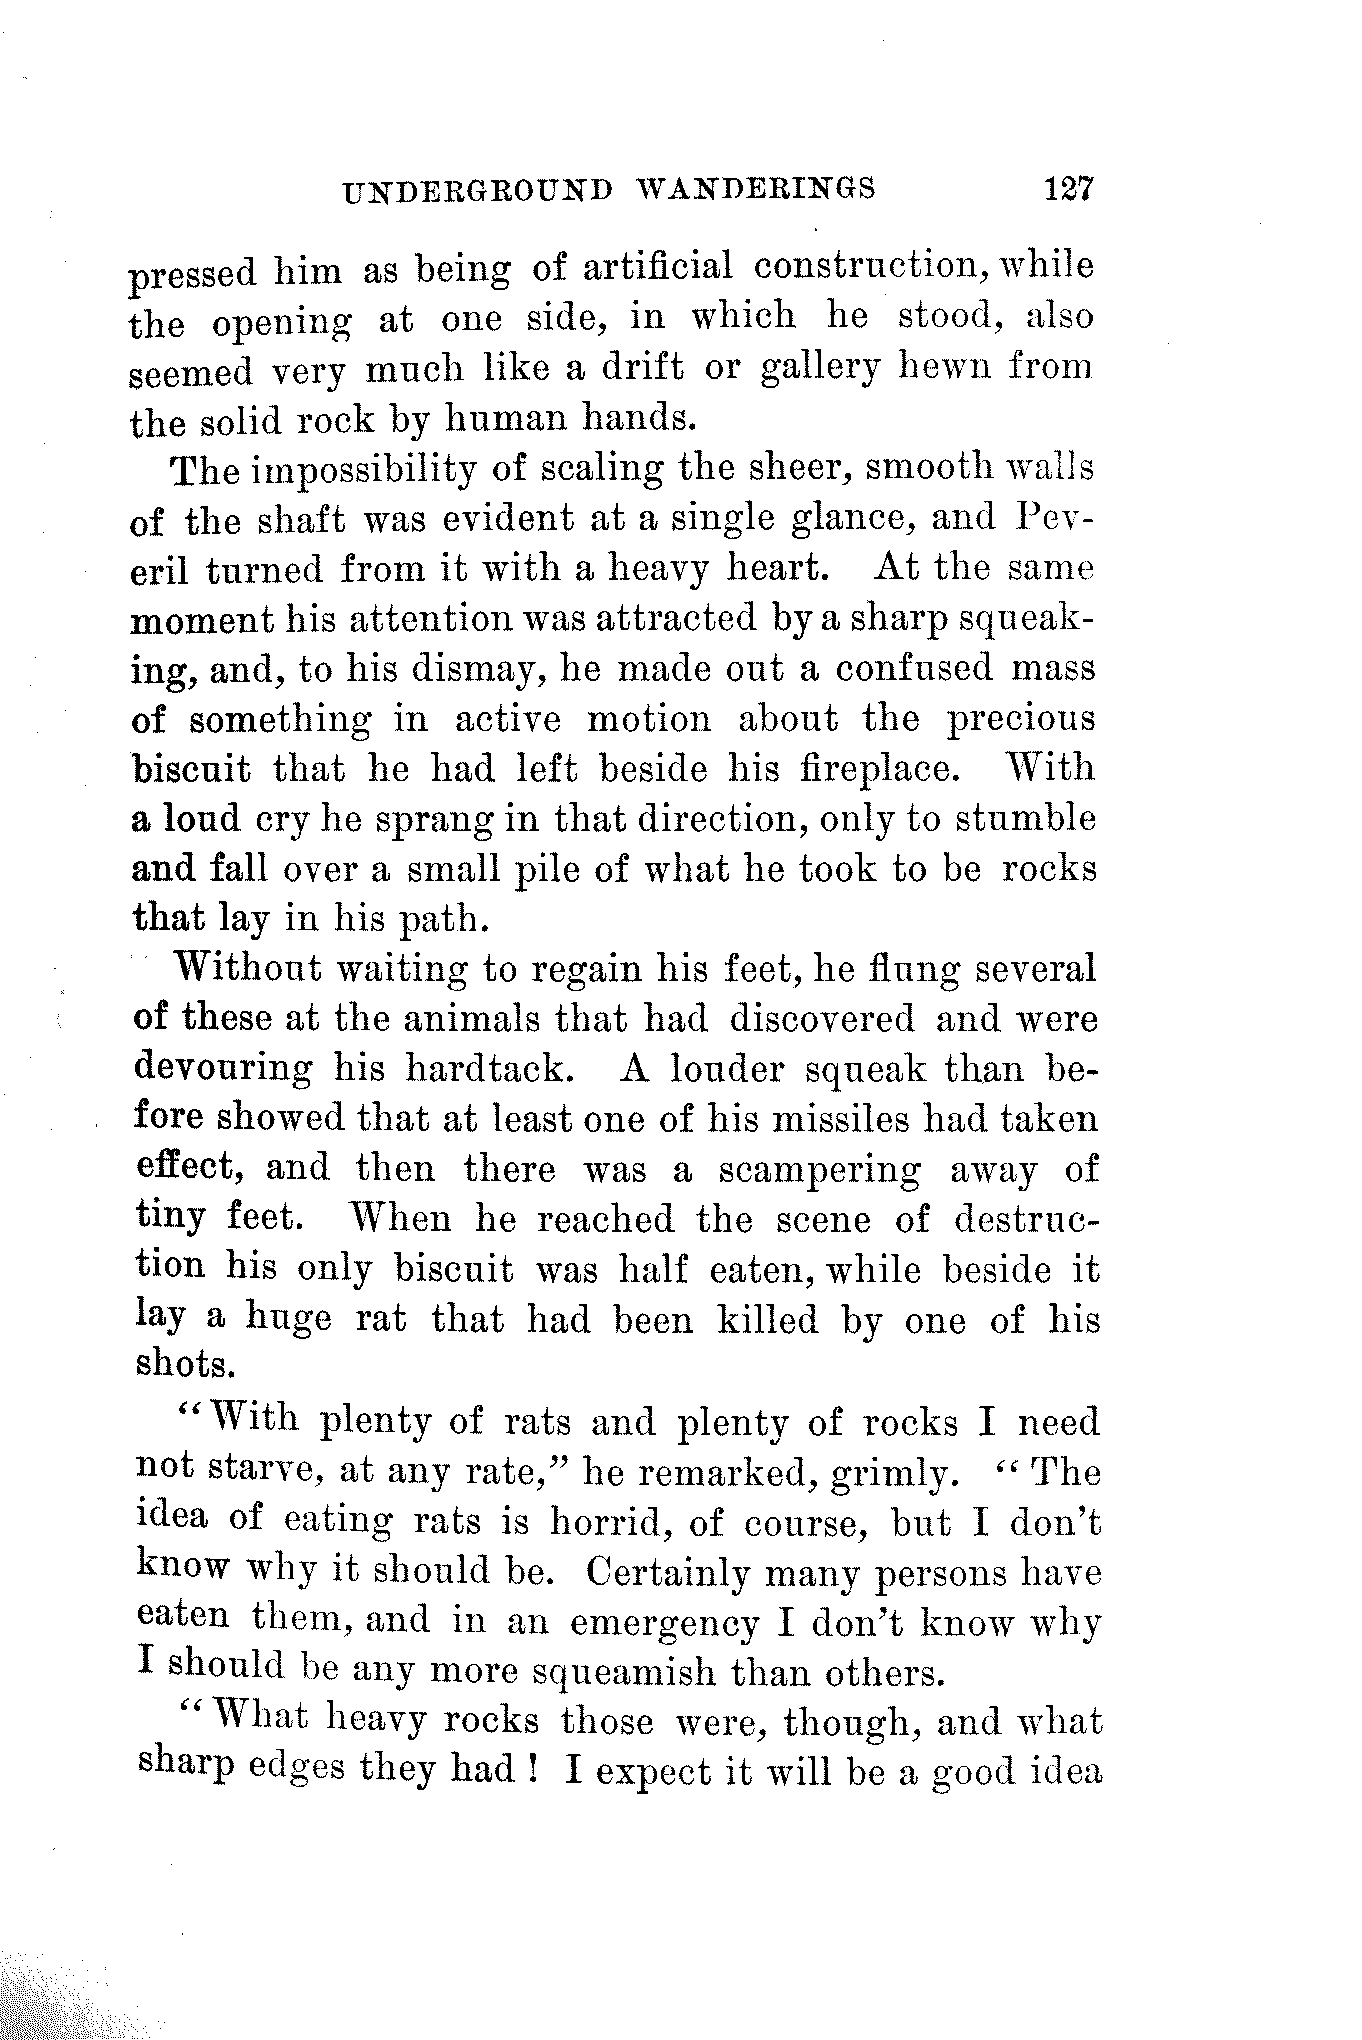 UNDERGROUND WANDERINGS 127
pressed him as being of artificial construction, while
the opening at one side, in which he stood, also
seemed very much like a drift or gallery hewn from
the solid rock by human hands.
The impossibility of scaling the sheer, smooth walls
of the shaft was evident at a single glance, and Pev-
eril turned from it with a heavy heart. At the same
moment his attention was attracted by a sharp squeak-
ing, and, to his dismay, he made out a confused mass
of something in active motion about the precious
biscuit that he had left beside his fireplace. With
a loud cry he sprang in that direction, only to stumble
and fall over a small pile of what he took to be rocks
that lay in his path.
Without waiting to regain his feet, he flung several
of these at the animals that had discovered and were
devouring his hardtack. A louder squeak than be-
fore showed that at least one of his missiles had taken
effect, and then there was a scampering away of
tiny feet. When he reached the scene of destruc-
tion his only biscuit was half eaten, while beside it
lay a huge rat that had been killed by one of his
shots.
“With plenty of rats and plenty of rocks I need
not starve, at any rate,” he remarked, grimly. “The
idea of eating rats is horrid, of course, but I don’t
know why it should be. Certainly many persons have
eaten them, and in an emergency I don’t know why
I should be any more squeamish than others.
“What heavy rocks those were, though, and what
sharp edges they had! I expect it will be a good idea